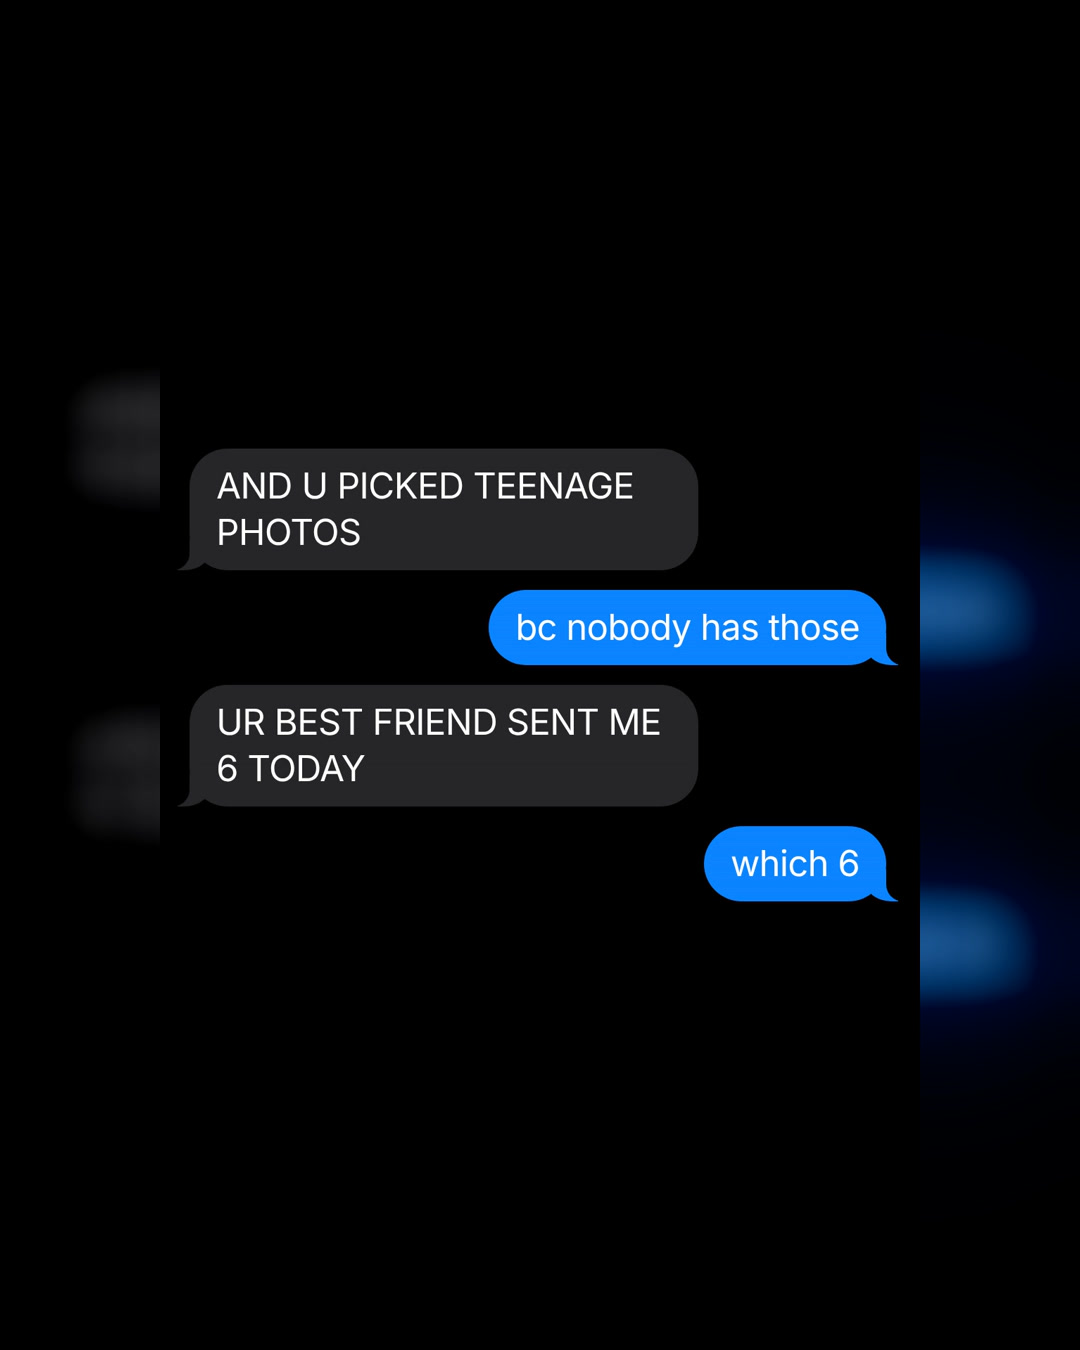 AND U PICKED TEENAGE
PHOTOS
bc nobody has those
UR BEST FRIEND SENT ME
6 TODAY
which 6